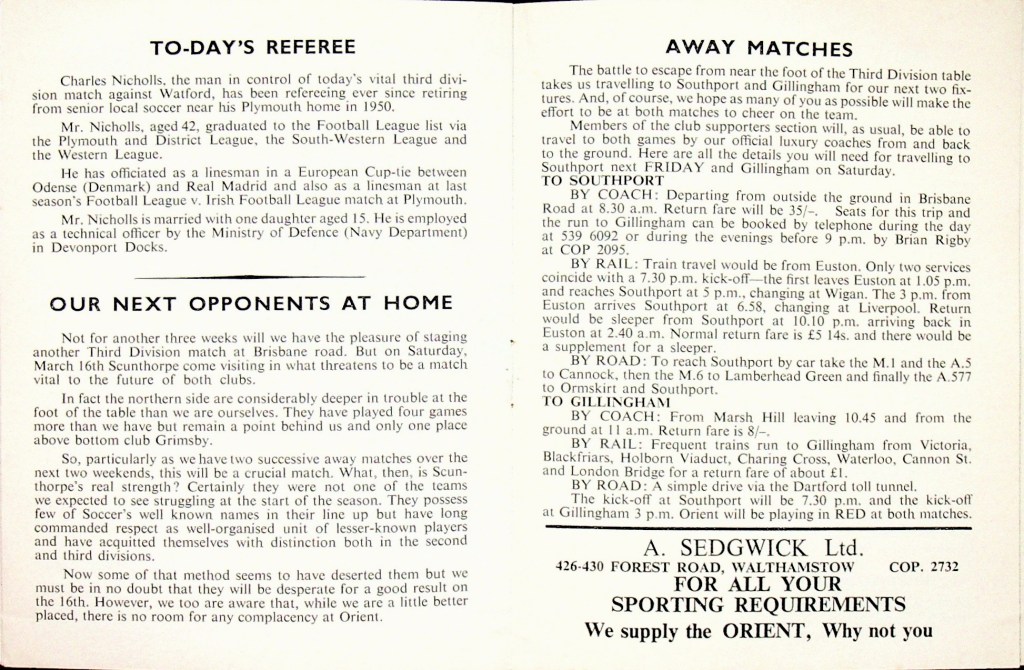 TO-DAY'S REFEREE
Charles Nicholls, the man in control of today's vital third divi-
sion match against Watford, has been refereeing ever since retiring
from senior local soccer near his Plymouth home in 1950.
Mr. Nicholls, aged 42, graduated to the Football League list via
the Plymouth and District League, the South-Western League and
the Western League.
He has officiated as a linesman in a European Cup-tie between
Odense (Denmark) and Real Madrid and also as a linesman at last
season's Football League v. Irish Football League match at Plymouth.
Mr. Nicholls is married with one daughter aged 15. He is employed
as a technical officer by the Ministry of Defence (Navy Department)
in Devonport Docks.
OUR NEXT OPPONENTS AT HOME
Not for another three weeks will we have the pleasure of staging
another Third Division match at Brisbane road. But on Saturday,
March 16th Scunthorpe come visiting in what threatens to be a match
vital to the future of both clubs.
In fact the northern side are considerably deeper in trouble at the
foot of the table than we are ourselves. They have played four games
more than we have but remain a point behind us and only one place
above bottom club Grimsby.
So, particularly as we have two successive away matches over the
next two weekends, this will be a crucial match. What, then, is Scun-
thorpe's real strength? Certainly they were not one of the teams
we expected to see struggling at the start of the season. They possess
few of Soccer's well known names in their line up but have long
commanded respect as well-organised unit of lesser-known players
and have acquitted themselves with distinction both in the second
and third divisions.
Now some of that method seems to have deserted them but we
must be in no doubt that they will be desperate for a good result on
the 16th. However, we too are aware that, while we are a little better
placed, there is no room for any complacency at Orient.
AWAY MATCHES
The battle to escape from near the foot of the Third Division table
takes us travelling to Southport and Gillingham for our next two fix-
tures. And, of course, we hope as many of you as possible will make the
effort to be at both matches to cheer on the team.
Members of the club supporters section will, as usual, be able to
travel to both games by our official luxury coaches from and back
to the ground. Here are all the details you will need for travelling to
Southport next FRIDAY and Gillingham on Saturday.
TO SOUTHPORT
BY COACH: Departing from outside the ground in Brisbane
Road at 8.30 a.m. Return fare will be 35/-. Seats for this trip and
the run to Gillingham can be booked by telephone during the day
at 539 6092 or during the evenings before 9 p.m. by Brian Rigby
at COP 2095.
BY RAIL: Train travel would be from Euston. Only two services
coincide with a 7.30 p.m. kick-off—the first leaves Euston at 1.05 p.m.
and reaches Southport at 5 p.m., changing at Wigan. The 3 p.m. from
Euston arrives Southport at 6.58, changing at Liverpool. Return
would be sleeper from Southport at 10.10 p.m. arriving back in
Euston at 2.40 a.m. Normal return fare is £5 14s. and there would be
a supplement for a sleeper.
BY ROAD: To reach Southport by car take the M.1 and the A.5
to Cannock, then the M.6 to Lamberhead Green and finally the A.577
to Ormskirt and Southport.
TO GILLINGHAM
BY COACH: From Marsh Hill leaving 10.45 and from the
ground at 11 a.m. Return fare is 8/-.
BY RAIL: Frequent trains run to Gillingham from Victoria,
Blackfriars, Holborn Viaduct, Charing Cross, Waterloo, Cannon St.
and London Bridge for a return fare of about £1.
BY ROAD: A simple drive via the Dartford toll tunnel.
The kick-off at Southport will be 7.30 p.m. and the kick-off
at Gillingham 3 p.m. Orient will be playing in RED at both matches.
A. SEDGWICK Ltd.
426-430 FOREST ROAD, WALTHAMSTOW COP. 2732
FOR ALL YOUR
SPORTING REQUIREMENTS
We supply the ORIENT, Why not you